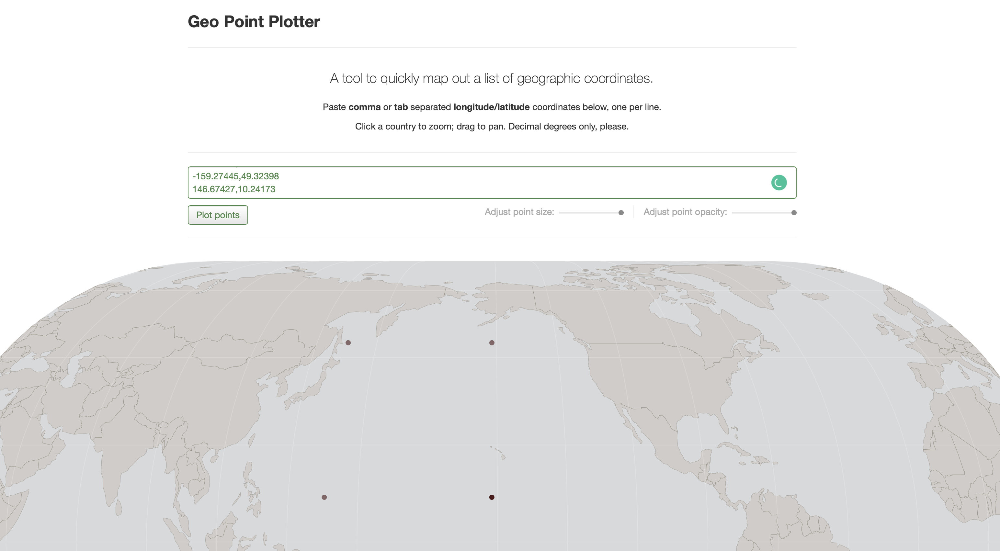 Geo Point Plotter
A tool to quickly map out a list of geographic coordinates.
Paste comma or tab separated longitude/latitude coordinates below, one per line.
Click a country to zoom; drag to pan. Decimal degrees only, please.
-159.27445,49.32398
146.67427,10.24173
Plot points
Adjust point size:
Adjust point opacity: